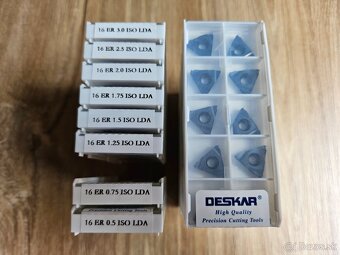 16 ER 3.0 ISO LDA
16 ER 2.5 ISO LDA
16 ER 2.0 ISO LDA
16 ER 1.75 ISO LDA
16 ER 1.5 ISO LDA
16 ER 1.25 ISO LDA
16 ER 0.75 ISO LDA
16 ER 0.5 ISO LDA
DESKAR®
High Quality
Precision Cutting Tools